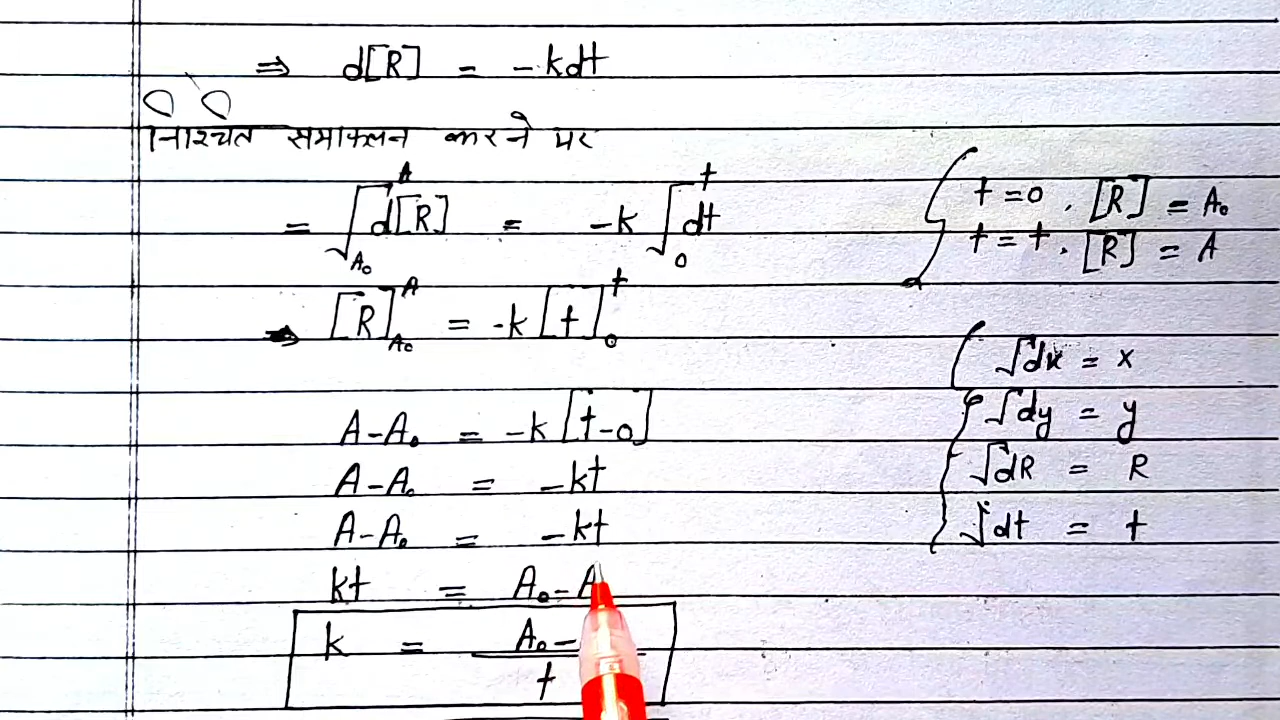 ⇒ d[R] = -kdt
निश्चित समाकलन करने पर
= ∫_{A₀}^{A} d[R] = -k ∫_{0}^{t} dt
t = 0 , [R] = A₀
t = t , [R] = A
⇒ [R]_{A₀}^{A} = -k [t]_{0}^{t}
∫dx = x
A-A₀ = -k [t-0]
∫dy = y
A-A₀ = -kt
∫dR = R
A-A₀ = -kt
∫dt = t
kt = A₀-A
k = A₀- / t